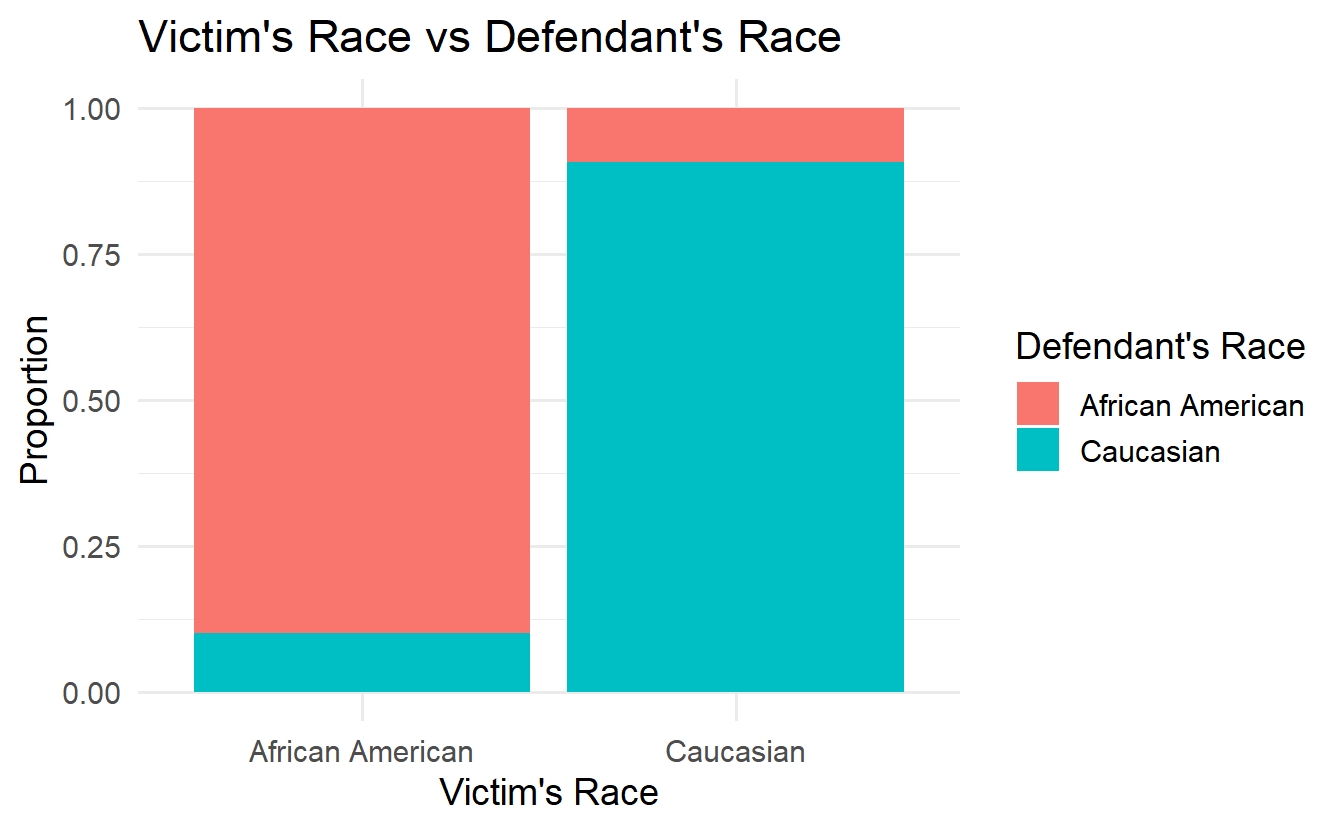 Victim's Race vs Defendant's Race
1.00
0.75
0.50
0.25
0.00
Proportion
African American
Caucasian
Victim's Race
Defendant's Race
African American
Caucasian